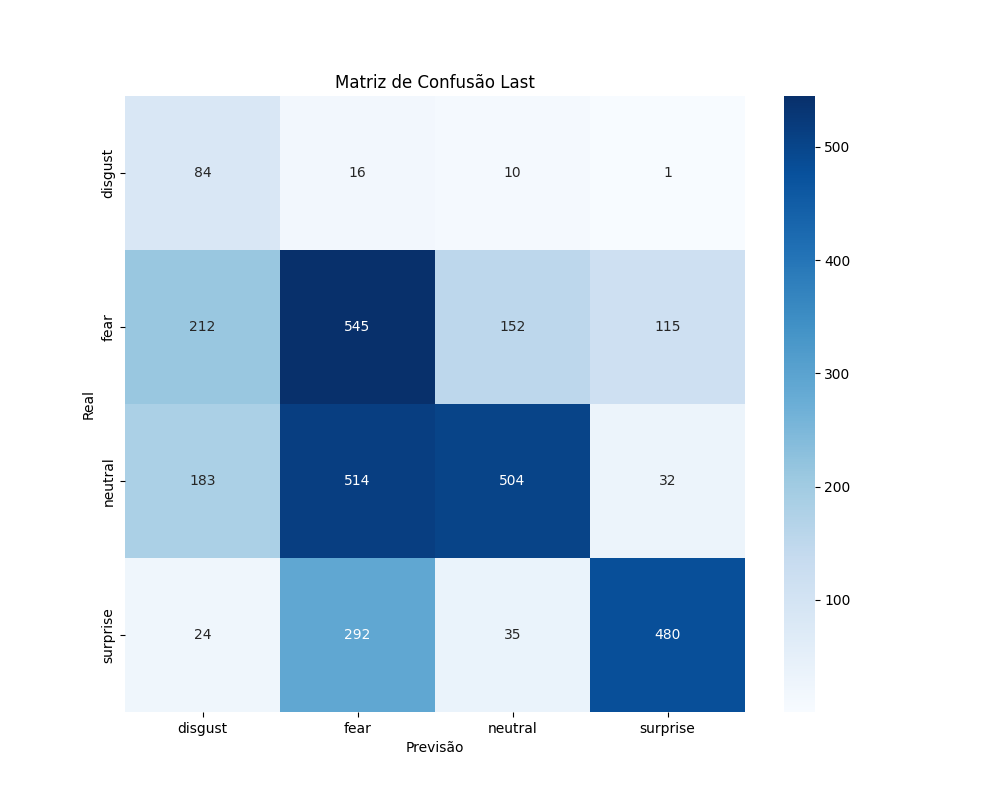 Matriz de Confusão Last
disgust 84 16 10 1
fear 212 545 152 115
neutral 183 514 504 32
surprise 24 292 35 480
disgust fear neutral surprise
Previsão
Real
500
400
300
200
100